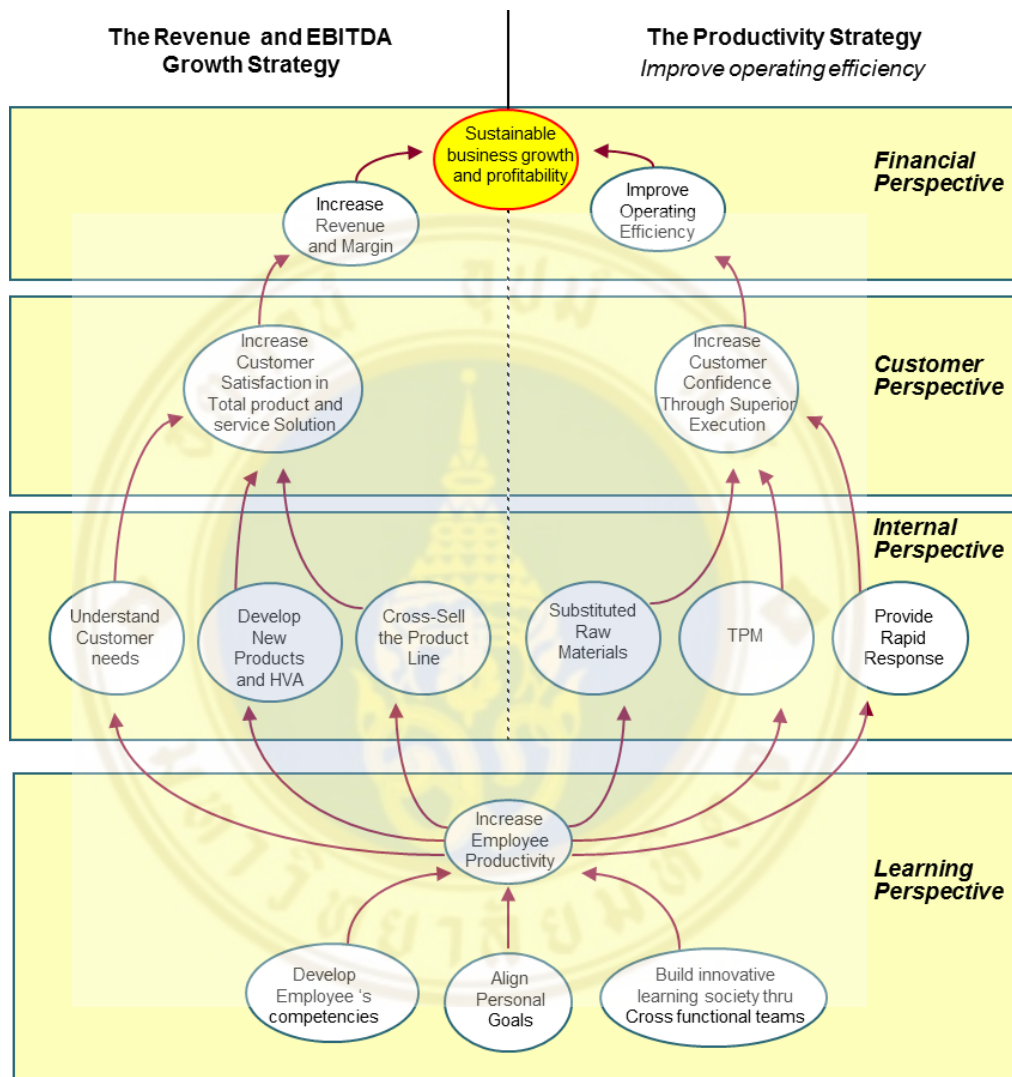 The Revenue and EBITDA
Growth Strategy
The Productivity Strategy
Improve operating efficiency
Sustainable
business growth
and profitability
Financial
Perspective
Increase
Revenue
and Margin
Improve
Operating
Efficiency
Increase
Customer
Satisfaction in
Total product and
service Solution
Increase
Customer
Confidence
Through Superior
Execution
Customer
Perspective
Internal
Perspective
Understand
Customer
needs
Develop
New
Products
and HVA
Cross-Sell
the Product
Line
Substituted
Raw
Materials
TPM
Provide
Rapid
Response
Increase
Employee
Productivity
Learning
Perspective
Develop
Employee ‘s
competencies
Align
Personal
Goals
Build innovative
learning society thru
Cross functional teams